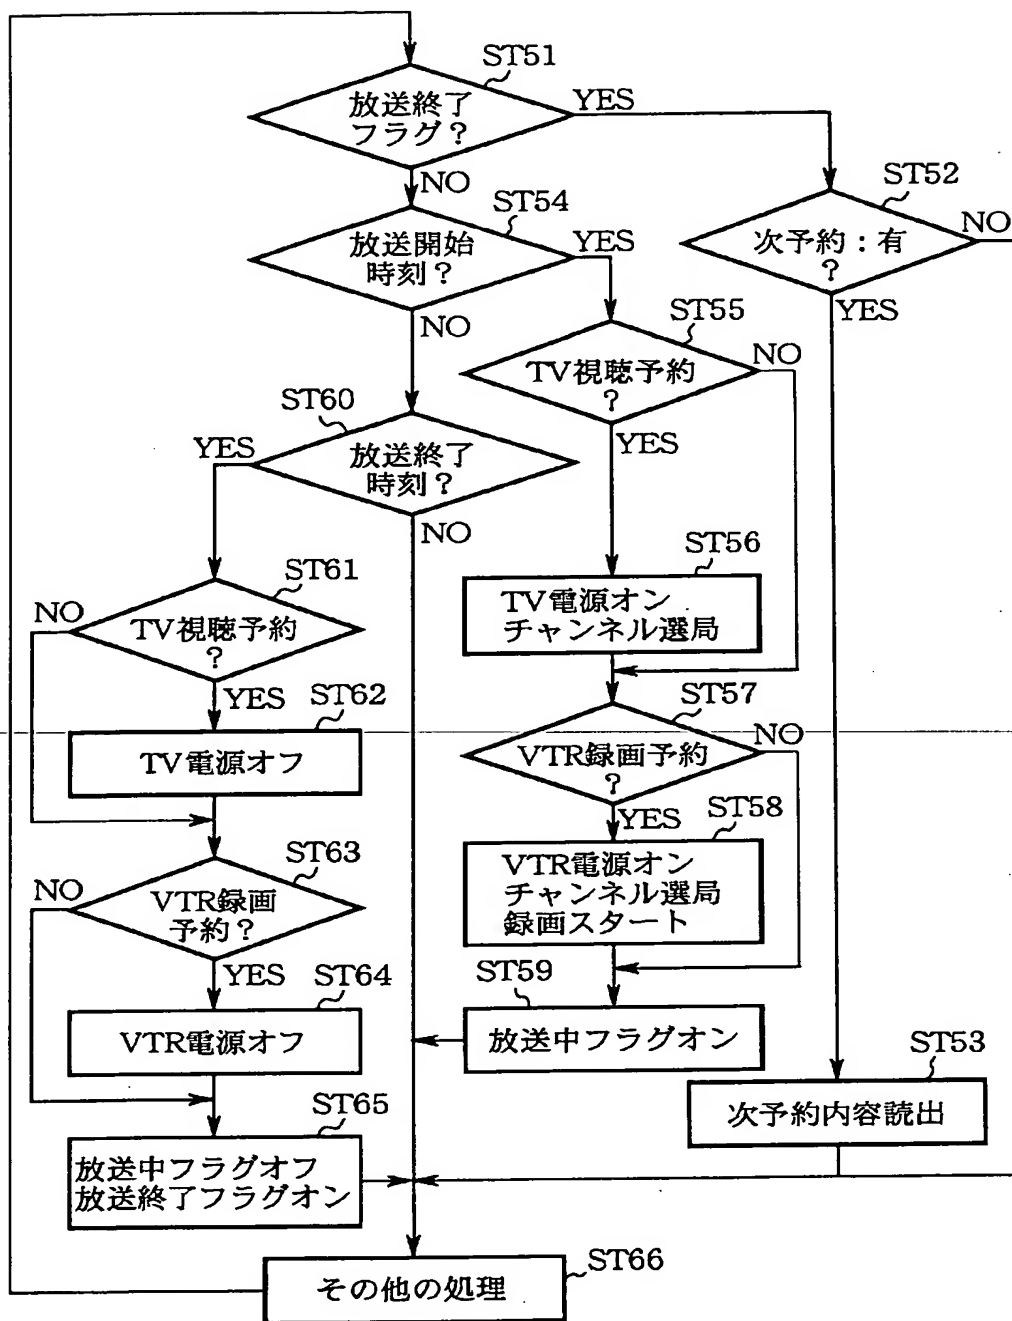 ST51
放送終了
フラグ？
YES
NO
ST52
次予約：有
？
NO
YES
ST54
放送開始
時刻？
YES
NO
ST55
TV視聴予約
？
NO
YES
ST60
放送終了
時刻？
YES
NO
ST56
TV電源オン
チャンネル選局
ST61
TV視聴予約
？
NO
YES
ST62
TV電源オフ
ST57
VTR録画予約
？
NO
YES
ST58
VTR電源オン
チャンネル選局
録画スタート
ST63
VTR録画
予約？
NO
YES
ST64
VTR電源オフ
ST59
放送中フラグオン
ST53
次予約内容読出
ST65
放送中フラグオフ
放送終了フラグオン
ST66
その他の処理